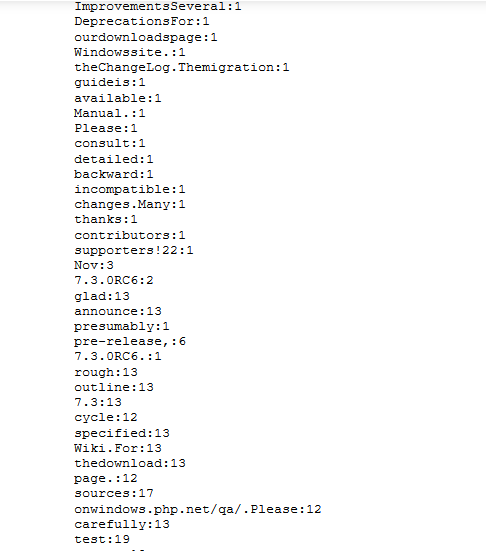 ImprovementsSeveral:1
DeprecationsFor:1
ourdownloadspage:1
Windowssite.:1
theChangeLog.Themigration:1
guideis:1
available:1
Manual.:1
Please:1
consult:1
detailed:1
backward:1
incompatible:1
changes.Many:1
thanks:1
contributors:1
supporters!22:1
Nov:3
7.3.0RC6:2
glad:13
announce:13
presumably:1
pre-release,:6
7.3.0RC6.:1
rough:13
outline:13
7.3:13
cycle:12
specified:13
Wiki.For:13
thedownload:13
page.:12
sources:17
onwindows.php.net/qa/.Please:12
carefully:13
test:19